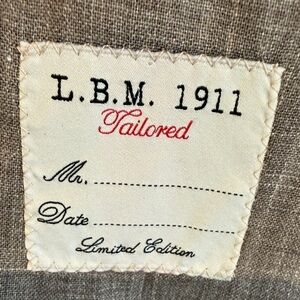 L.B.M. 1911
Tailored
Mr.
Date
Limited Edition